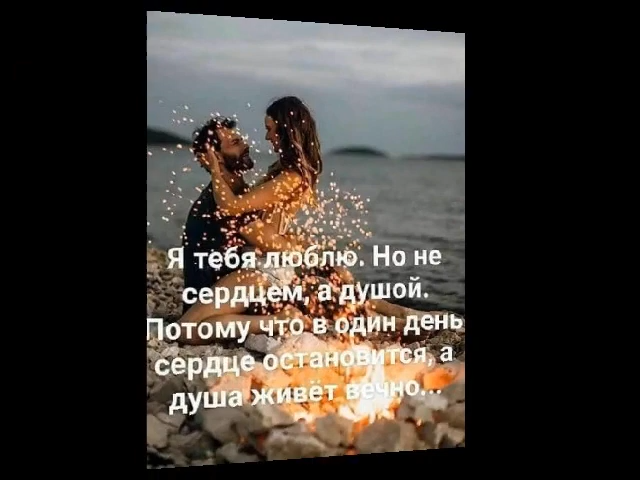 Я тебя люблю. Но не
сердцем, а душой.
Потому что в один день
сердце остановится, а
душа живёт вечно...